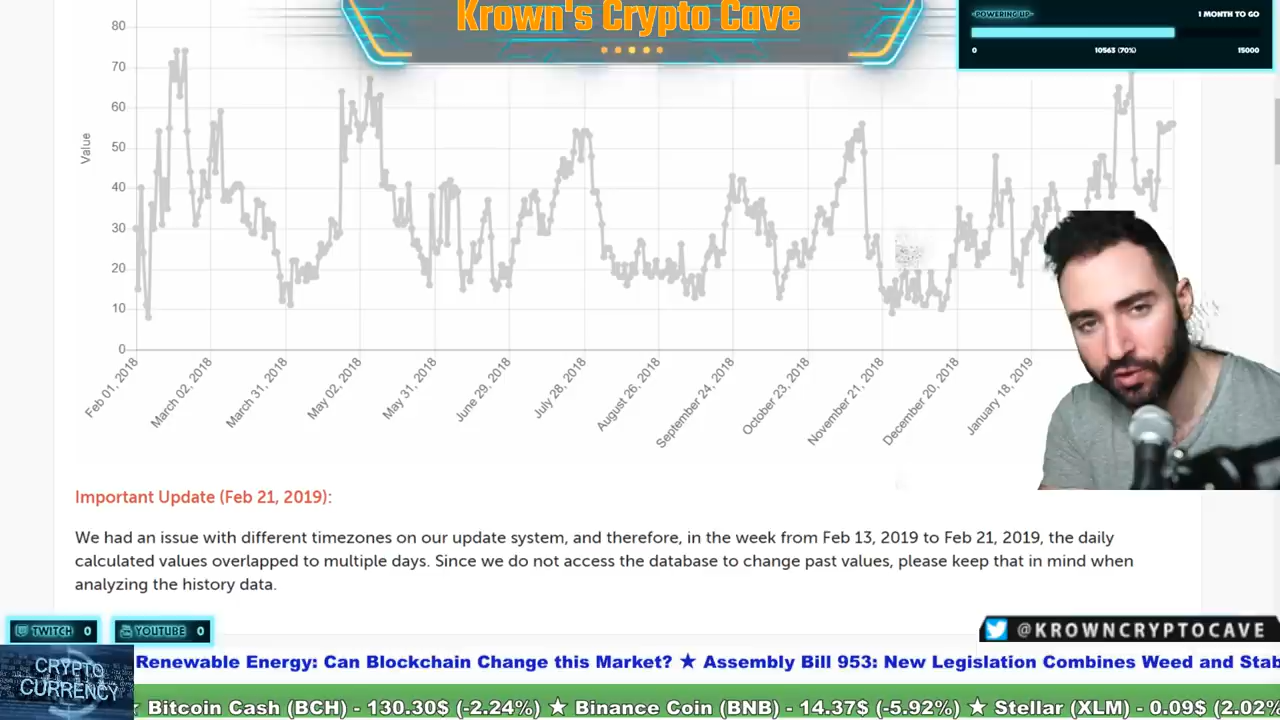 Krown's Crypto Cave
-POWERING UP-
1 MONTH TO GO
0
10563 (70%)
15000
80
70
60
50
40
30
20
10
0
Value
Feb 01, 2018
March 02, 2018
March 31, 2018
May 02, 2018
May 31, 2018
June 29, 2018
July 28, 2018
August 26, 2018
September 24, 2018
October 23, 2018
November 21, 2018
December 20, 2018
January 18, 2019
Important Update (Feb 21, 2019):
We had an issue with different timezones on our update system, and therefore, in the week from Feb 13, 2019 to Feb 21, 2019, the daily
calculated values overlapped to multiple days. Since we do not access the database to change past values, please keep that in mind when
analyzing the history data.
TWITCH 0
YOUTUBE 0
@KROWNCRYPTOCAVE
CRYPTO
CURRENCY
Renewable Energy: Can Blockchain Change this Market? ★ Assembly Bill 953: New Legislation Combines Weed and Stab
Bitcoin Cash (BCH) - 130.30$ (-2.24%) ★ Binance Coin (BNB) - 14.37$ (-5.92%) ★ Stellar (XLM) - 0.09$ (2.02%